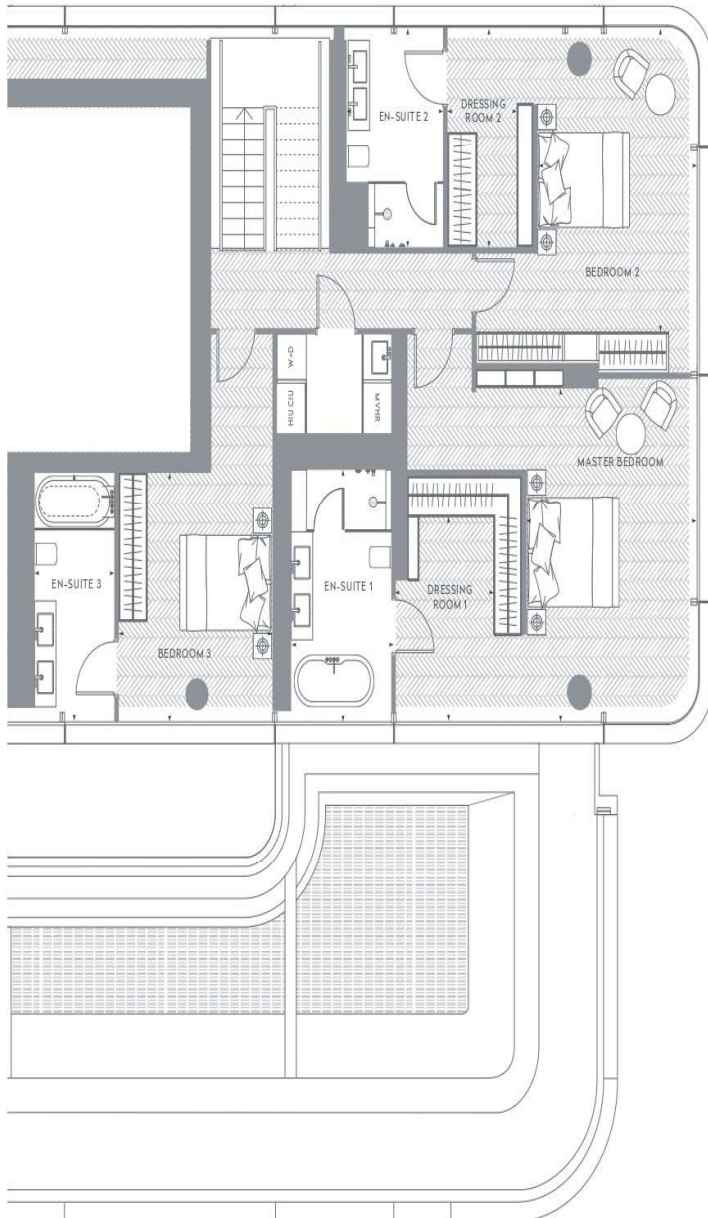 EN-SUITE 2
DRESSING
ROOM 2
BEDROOM 2
W+D
HIU CIU
MVHR
MASTER BEDROOM
EN-SUITE 3
BEDROOM 3
EN-SUITE 1
DRESSING
ROOM 1